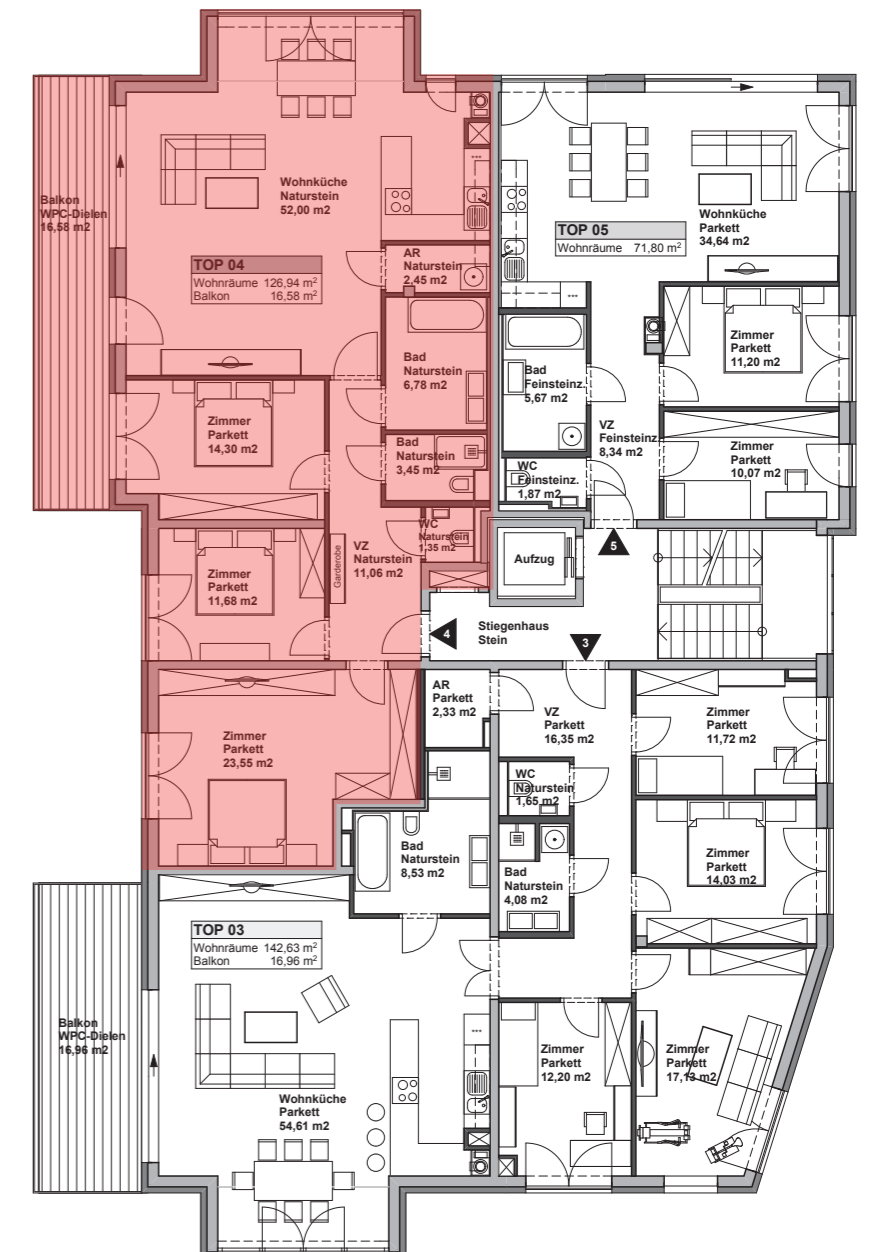 Balkon
WPC-Dielen
16,58 m2
Wohnküche
Naturstein
52,00 m2
TOP 04
Wohnräume 126,94 m²
Balkon 16,58 m²
AR
Naturstein
2,45 m2
Bad
Naturstein
6,78 m2
Bad
Naturstein
3,45 m2
WC
Naturstein
1,35 m2
Zimmer
Parkett
14,30 m2
Zimmer
Parkett
11,68 m2
Garderobe
VZ
Naturstein
11,06 m2
Zimmer
Parkett
23,55 m2
TOP 05
Wohnräume 71,80 m²
Wohnküche
Parkett
34,64 m2
Zimmer
Parkett
11,20 m2
Bad
Feinsteinz.
5,67 m2
VZ
Feinsteinz.
8,34 m2
Zimmer
Parkett
10,07 m2
WC
Feinsteinz.
1,87 m2
Aufzug
5
4
Stiegenhaus
Stein
3
AR
Parkett
2,33 m2
VZ
Parkett
16,35 m2
Zimmer
Parkett
11,72 m2
WC
Naturstein
1,65 m2
Bad
Naturstein
8,53 m2
Bad
Naturstein
4,08 m2
Zimmer
Parkett
14,03 m2
TOP 03
Wohnräume 142,63 m²
Balkon 16,96 m²
Balkon
WPC-Dielen
16,96 m2
Wohnküche
Parkett
54,61 m2
Zimmer
Parkett
12,20 m2
Zimmer
Parkett
17,13 m2